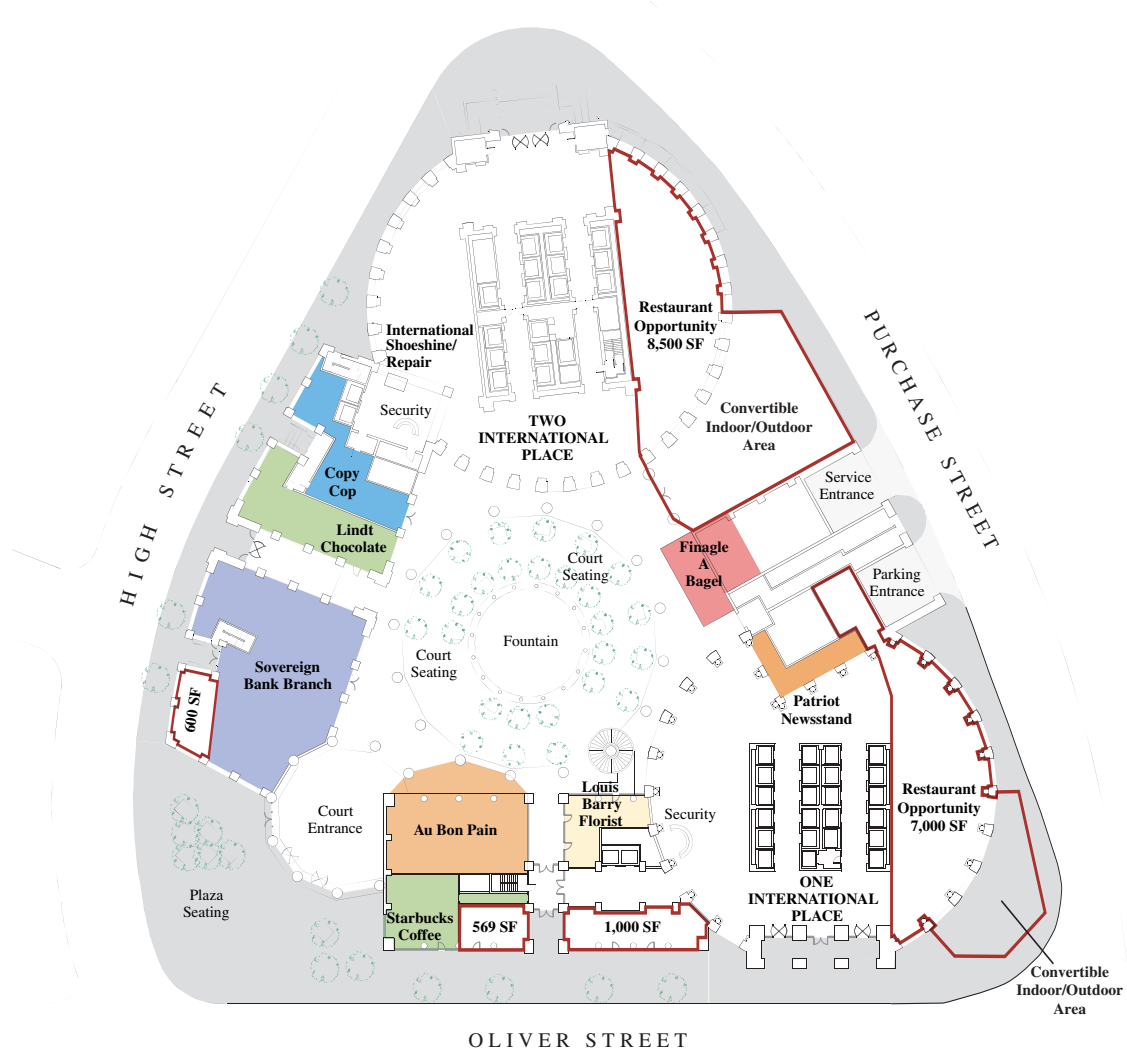 International
Shoeshine/
Repair
Security
TWO
INTERNATIONAL
PLACE
Restaurant
Opportunity
8,500 SF
Convertible
Indoor/Outdoor
Area
PURCHASE STREET
HIGH STREET
Copy
Cop
Lindt
Chocolate
Service
Entrance
Finagle
A
Bagel
Parking
Entrance
Court
Seating
Fountain
Court
Seating
Sovereign
Bank Branch
600 SF
Patriot
Newsstand
Court
Entrance
Au Bon Pain
Louis
Barry
Florist
Security
Restaurant
Opportunity
7,000 SF
ONE
INTERNATIONAL
PLACE
Plaza
Seating
Starbucks
Coffee
569 SF
1,000 SF
Convertible
Indoor/Outdoor
Area
OLIVER STREET